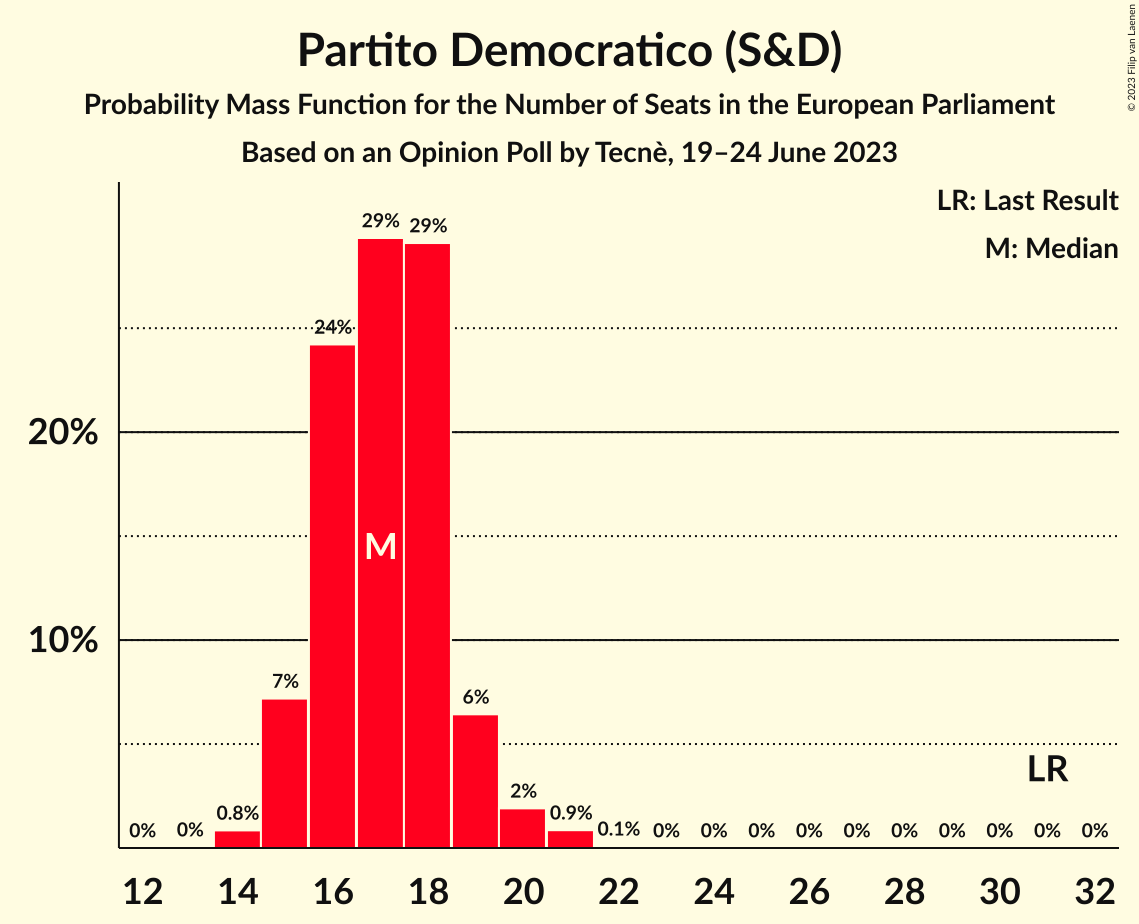 Partito Democratico (S&D)
Probability Mass Function for the Number of Seats in the European Parliament
Based on an Opinion Poll by Tecnè, 19–24 June 2023
© 2023 Filip van Laenen
LR: Last Result
M: Median
29% 29%
24%
20%
M
10%
7%
6%
LR
2%
0% 0% 0.8% 0.9% 0.1% 0% 0% 0% 0% 0% 0% 0% 0% 0% 0%
12 14 16 18 20 22 24 26 28 30 32